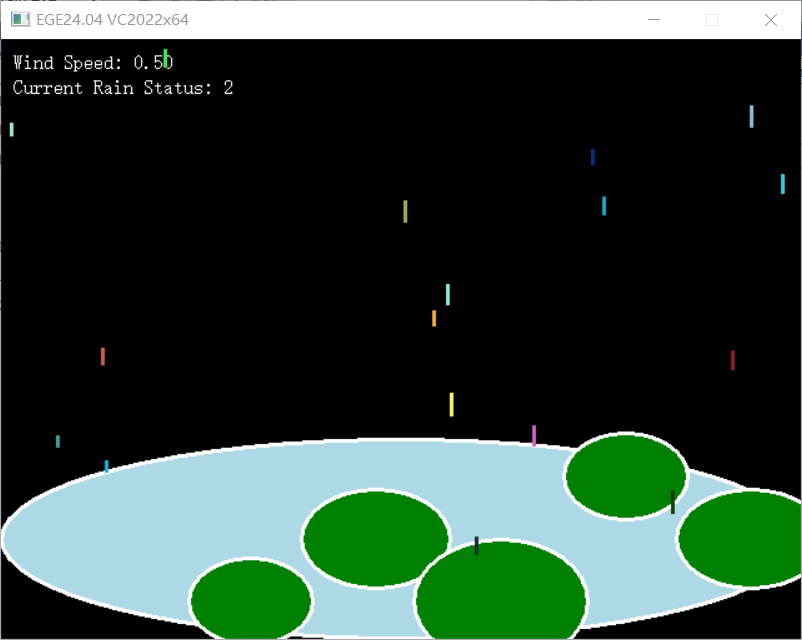 EGE24.04 VC2022x64
Wind Speed: 0.50
Current Rain Status: 2